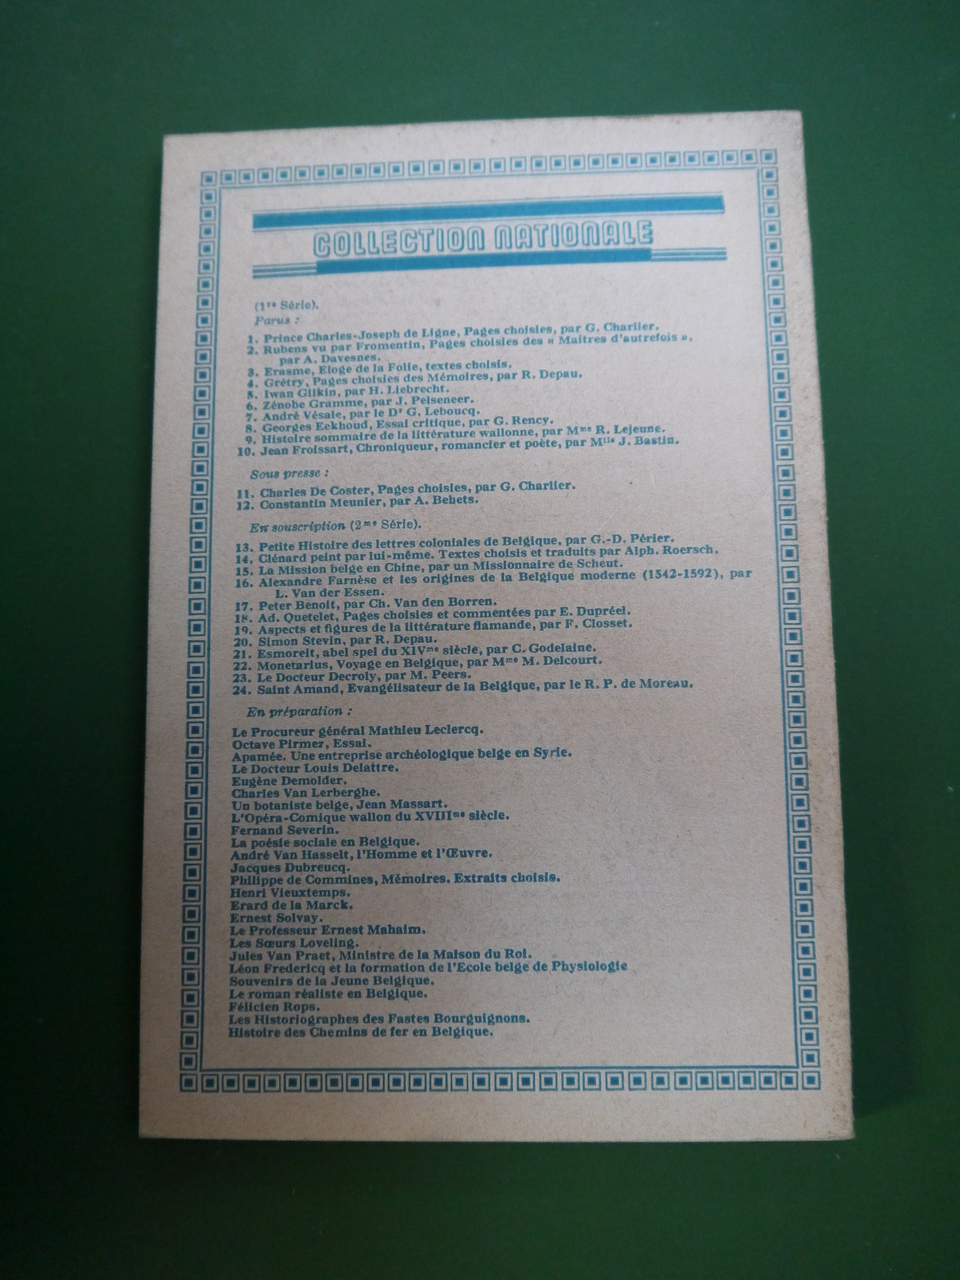 COLLECTION NATIONALE
(1re Série).
Parus :
1. Prince Charles-Joseph de Ligne, Pages choisies, par G. Charlier.
2. Rubens vu par Fromentin, Pages choisies des « Maîtres d'autrefois »,
par A. Davesnes.
3. Erasme, Eloge de la Folie, textes choisis.
4. Grétry, Pages choisies des Mémoires, par R. Depau.
5. Iwan Gilkin, par H. Liebrecht.
6. Zénobe Gramme, par J. Pelseneer.
7. André Vésale, par le Dr G. Leboucq.
8. Georges Eekhoud, Essai critique, par G. Rency.
9. Histoire sommaire de la littérature wallonne, par Mme R. Lejeune.
10. Jean Froissart, Chroniqueur, romancier et poète, par Mlle J. Bastin.
Sous presse :
11. Charles De Coster, Pages choisies, par G. Charlier.
12. Constantin Meunier, par A. Behets.
En souscription (2me Série).
13. Petite Histoire des lettres coloniales de Belgique, par G.-D. Périer.
14. Clénard peint par lui-même. Textes choisis et traduits par Alph. Roersch.
15. La Mission belge en Chine, par un Missionnaire de Scheut.
16. Alexandre Farnèse et les origines de la Belgique moderne (1542-1592), par
L. Van der Essen.
17. Peter Benoit, par Ch. Van den Borren.
18. Ad. Quetelet, Pages choisies et commentées par E. Dupréel.
19. Aspects et figures de la littérature flamande, par F. Closset.
20. Simon Stevin, par R. Depau.
21. Esmoreit, abel spel du XIVme siècle, par C. Godelaine.
22. Monetarius, Voyage en Belgique, par Mme M. Delcourt.
23. Le Docteur Decroly, par M. Peers.
24. Saint Amand, Evangélisateur de la Belgique, par le R. P. de Moreau.
En préparation :
Le Procureur général Mathieu Leclercq.
Octave Pirmez, Essai.
Apamée. Une entreprise archéologique belge en Syrie.
Le Docteur Louis Delattre.
Eugène Demolder.
Charles Van Lerberghe.
Un botaniste belge, Jean Massart.
L'Opéra-Comique wallon du XVIIIme siècle.
Fernand Severin.
La poésie sociale en Belgique.
André Van Hasselt, l'Homme et l'Œuvre.
Jacques Dubreucq.
Philippe de Commines, Mémoires. Extraits choisis.
Henri Vieuxtemps.
Erard de la Marck.
Ernest Solvay.
Le Professeur Ernest Mahaim.
Les Sœurs Loveling.
Jules Van Praet, Ministre de la Maison du Roi.
Léon Fredericq et la formation de l'Ecole belge de Physiologie
Souvenirs de la Jeune Belgique.
Le roman réaliste en Belgique.
Félicien Rops.
Les Historiographes des Fastes Bourguignons.
Histoire des Chemins de fer en Belgique.